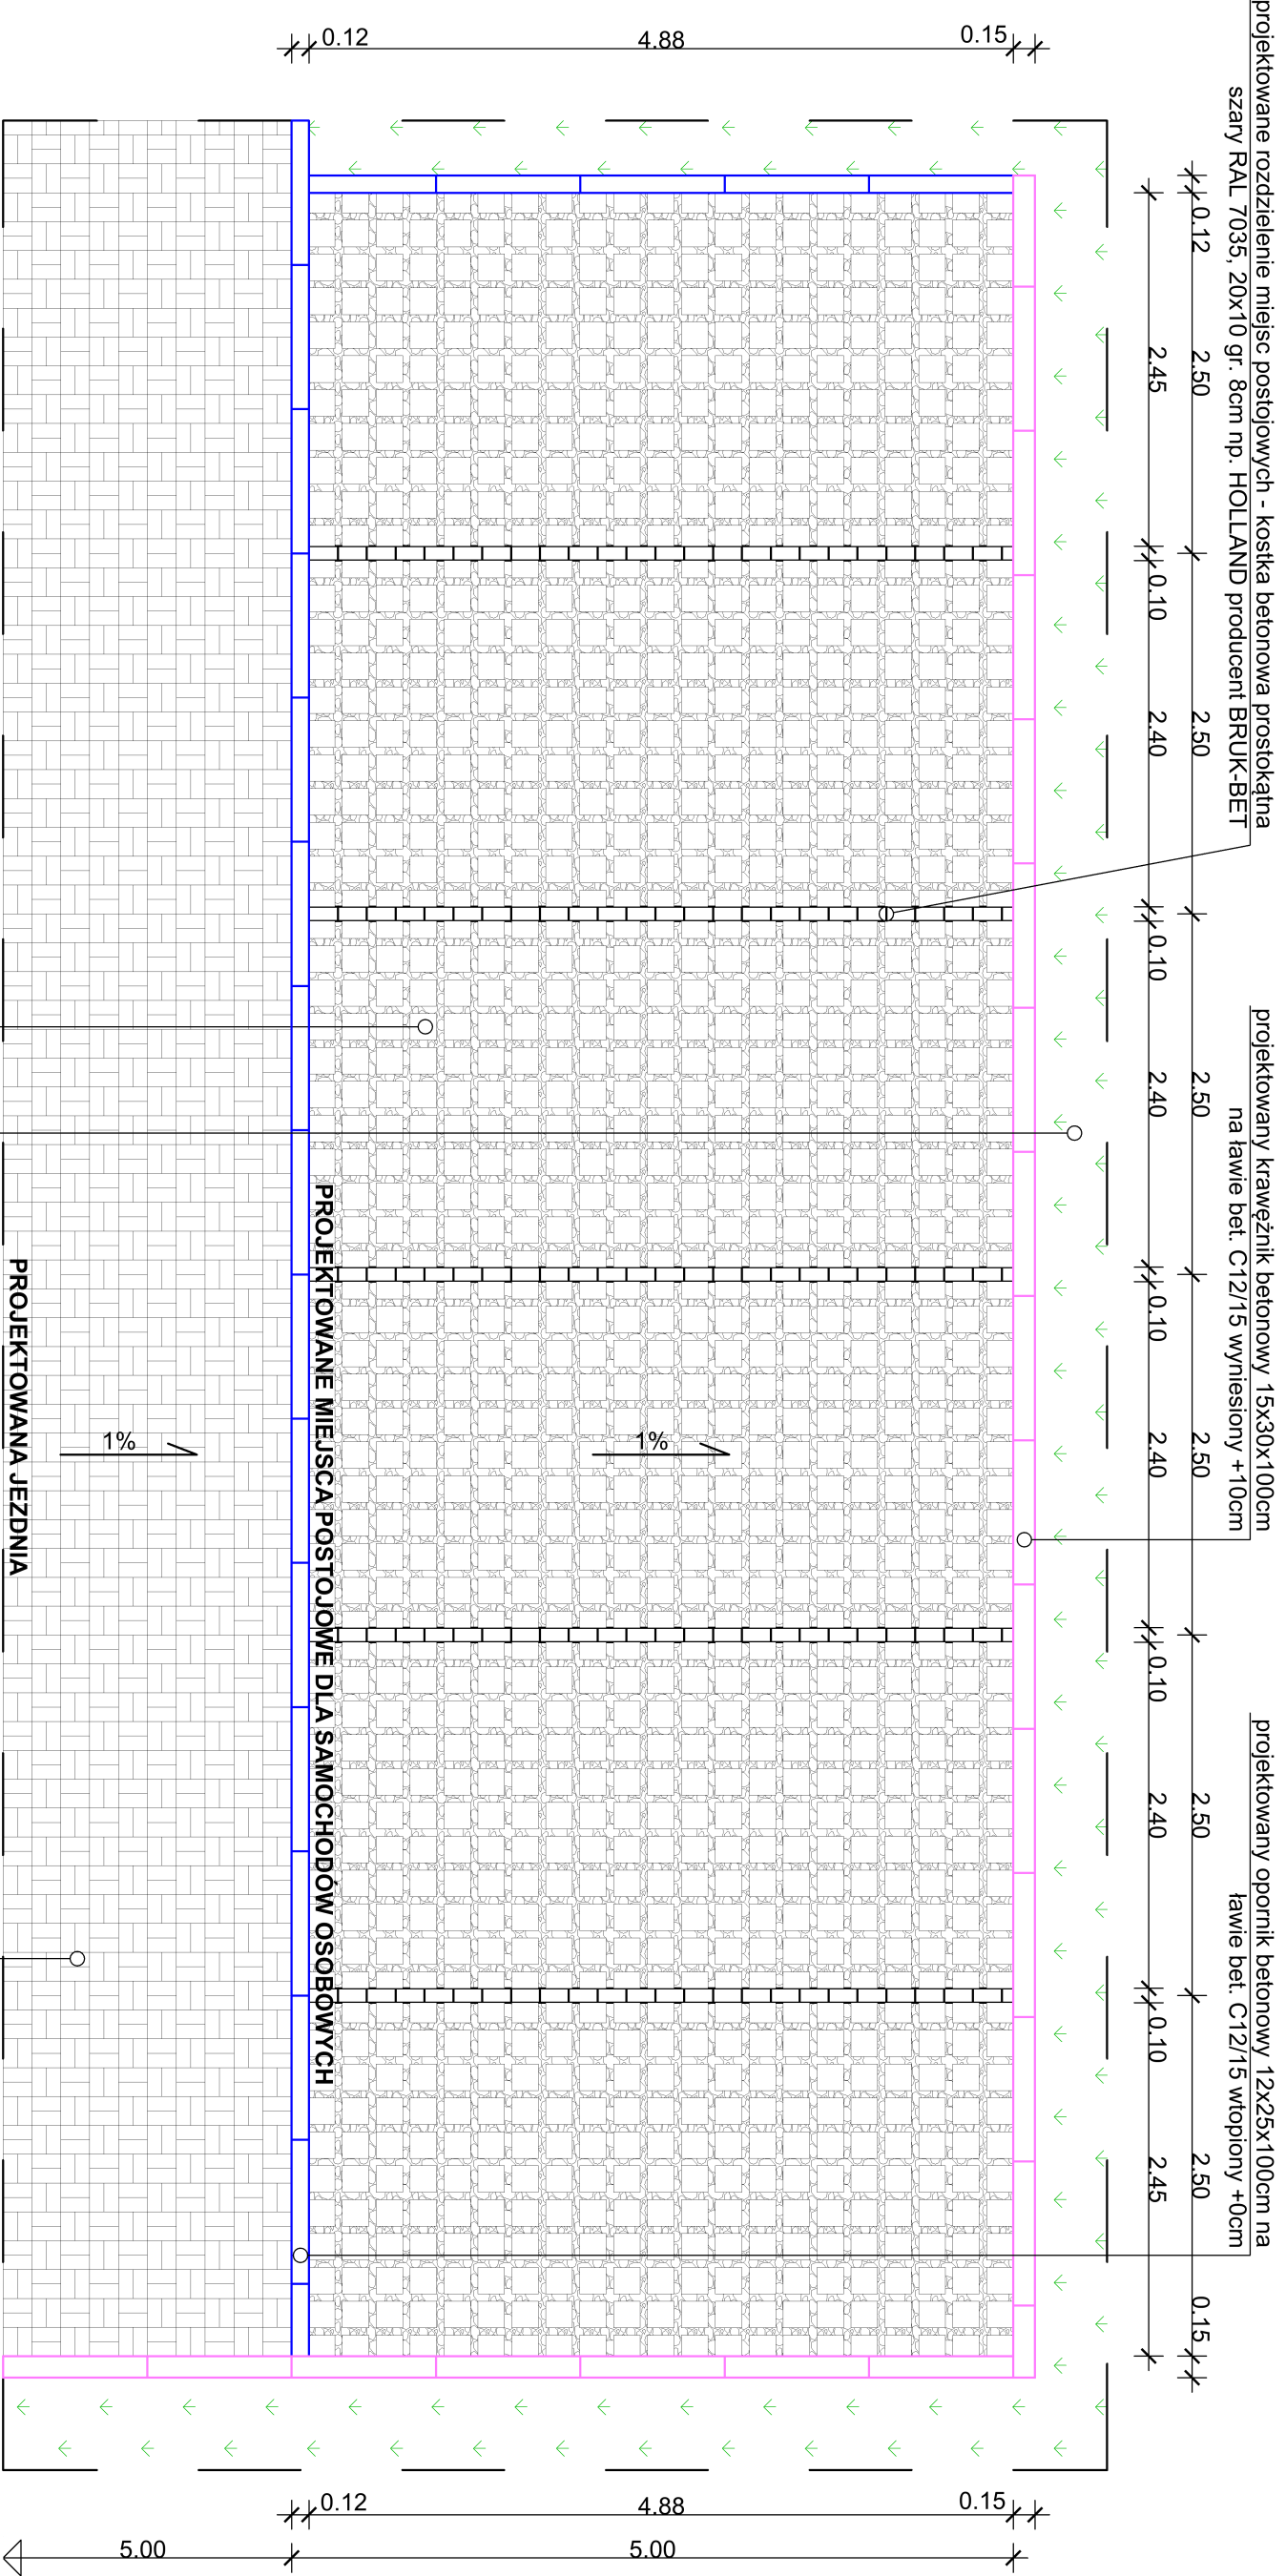 projektowane rozdzielenie miejsc postojowych - kostka betonowa prostokątna
szary RAL 7035, 20x10 gr. 8cm np. HOLLAND producent BRUK-BET
projektowany krawężnik betonowy 15x30x100cm
na ławie bet. C12/15 wyniesiony +10cm
projektowany opornik betonowy 12x25x100cm na
ławie bet. C12/15 wtopiony +0cm
0.12 2.50 2.50 2.50 2.50 2.50 2.50 0.15
2.45 0.10 2.40 0.10 2.40 0.10 2.40 0.10 2.40 0.10 2.45
0.12 4.88 0.15
1%
1%
PROJEKTOWANE MIEJSCA POSTOJOWE DLA SAMOCHODÓW OSOBOWYCH
PROJEKTOWANA JEZDNIA
0.12 4.88 0.15
5.00 5.00